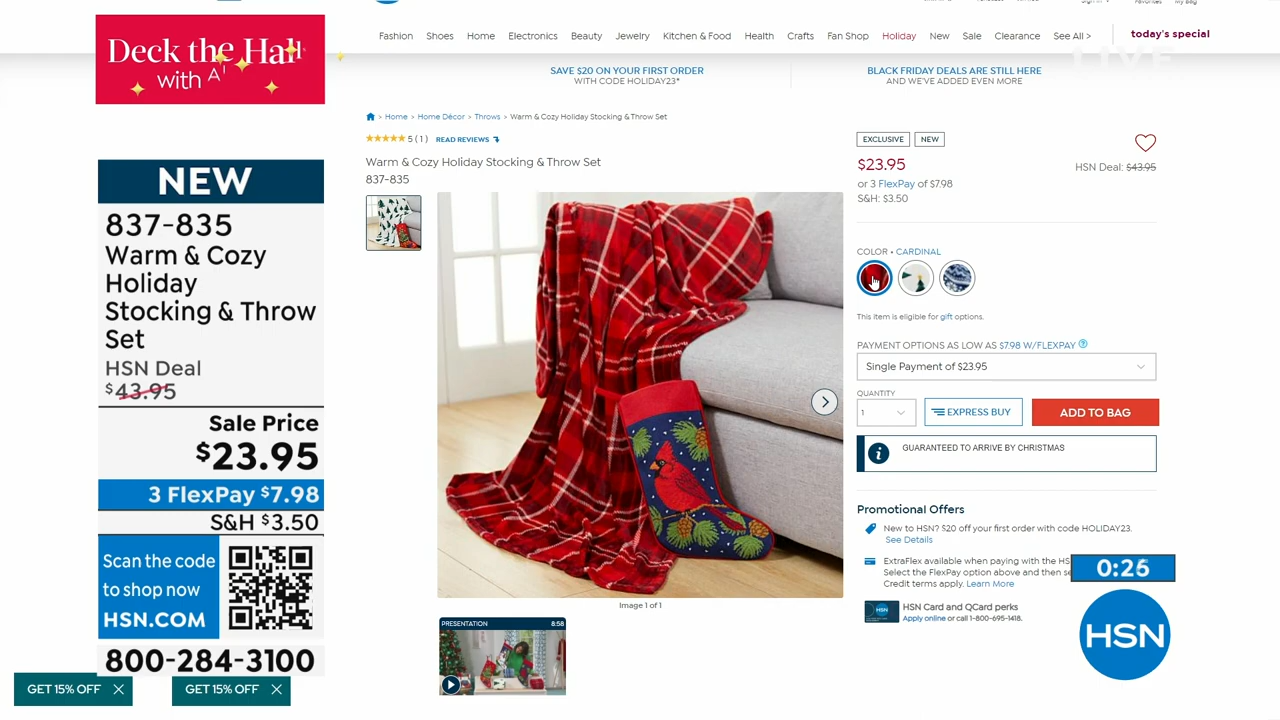 Deck the Hall
with A
NEW
837-835
Warm & Cozy
Holiday
Stocking & Throw
Set
HSN Deal
$43.95
Sale Price
$23.95
3 FlexPay $7.98
S&H $3.50
Scan the code
to shop now
HSN.COM
800-284-3100
GET 15% OFF
GET 15% OFF
Fashion Shoes Home Electronics Beauty Jewelry Kitchen & Food Health Crafts Fan Shop Holiday New Sale Clearance See All > today's special
LIVE
SAVE $20 ON YOUR FIRST ORDER
WITH CODE HOLIDAY23*
BLACK FRIDAY DEALS ARE STILL HERE
AND WE'VE ADDED EVEN MORE
> Home > Home Décor > Throws > Warm & Cozy Holiday Stocking & Throw Set
5 ( 1 ) READ REVIEWS
Warm & Cozy Holiday Stocking & Throw Set
837-835
Image 1 of 1
PRESENTATION 8:58
EXCLUSIVE NEW
$23.95
HSN Deal: $43.95
or 3 FlexPay of $7.98
S&H: $3.50
COLOR • CARDINAL
This item is eligible for gift options.
PAYMENT OPTIONS AS LOW AS $7.98 W/FLEXPAY
Single Payment of $23.95
QUANTITY
1
EXPRESS BUY
ADD TO BAG
GUARANTEED TO ARRIVE BY CHRISTMAS
Promotional Offers
New to HSN? $20 off your first order with code HOLIDAY23.
See Details
ExtraFlex available when paying with the HS
Select the FlexPay option above and then se
Credit terms apply. Learn More
HSN
HSN Card and QCard perks
Apply online or call 1-800-695-1418.
0:26
HSN